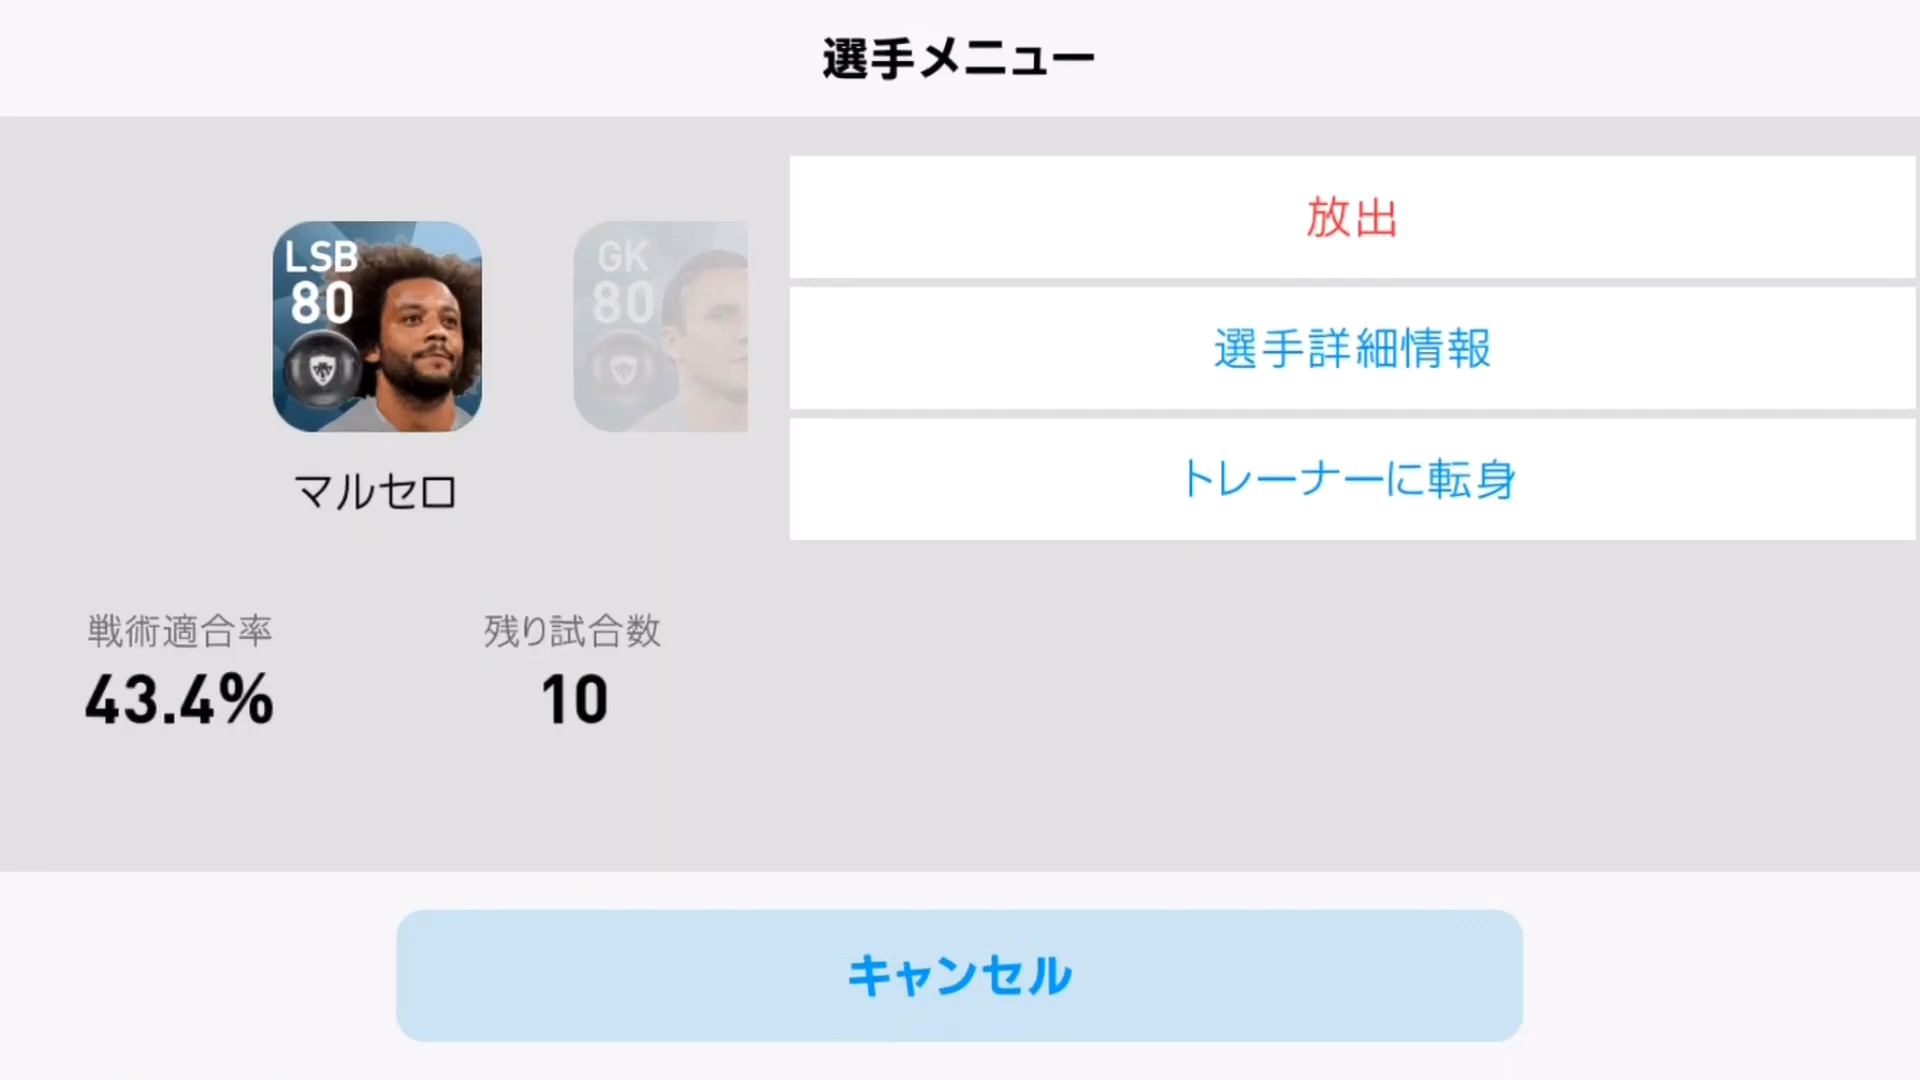 選手メニュー
LSB
80
GK
80
マルセロ
戦術適合率
残り試合数
43.4%
10
放出
選手詳細情報
トレーナーに転身
キャンセル